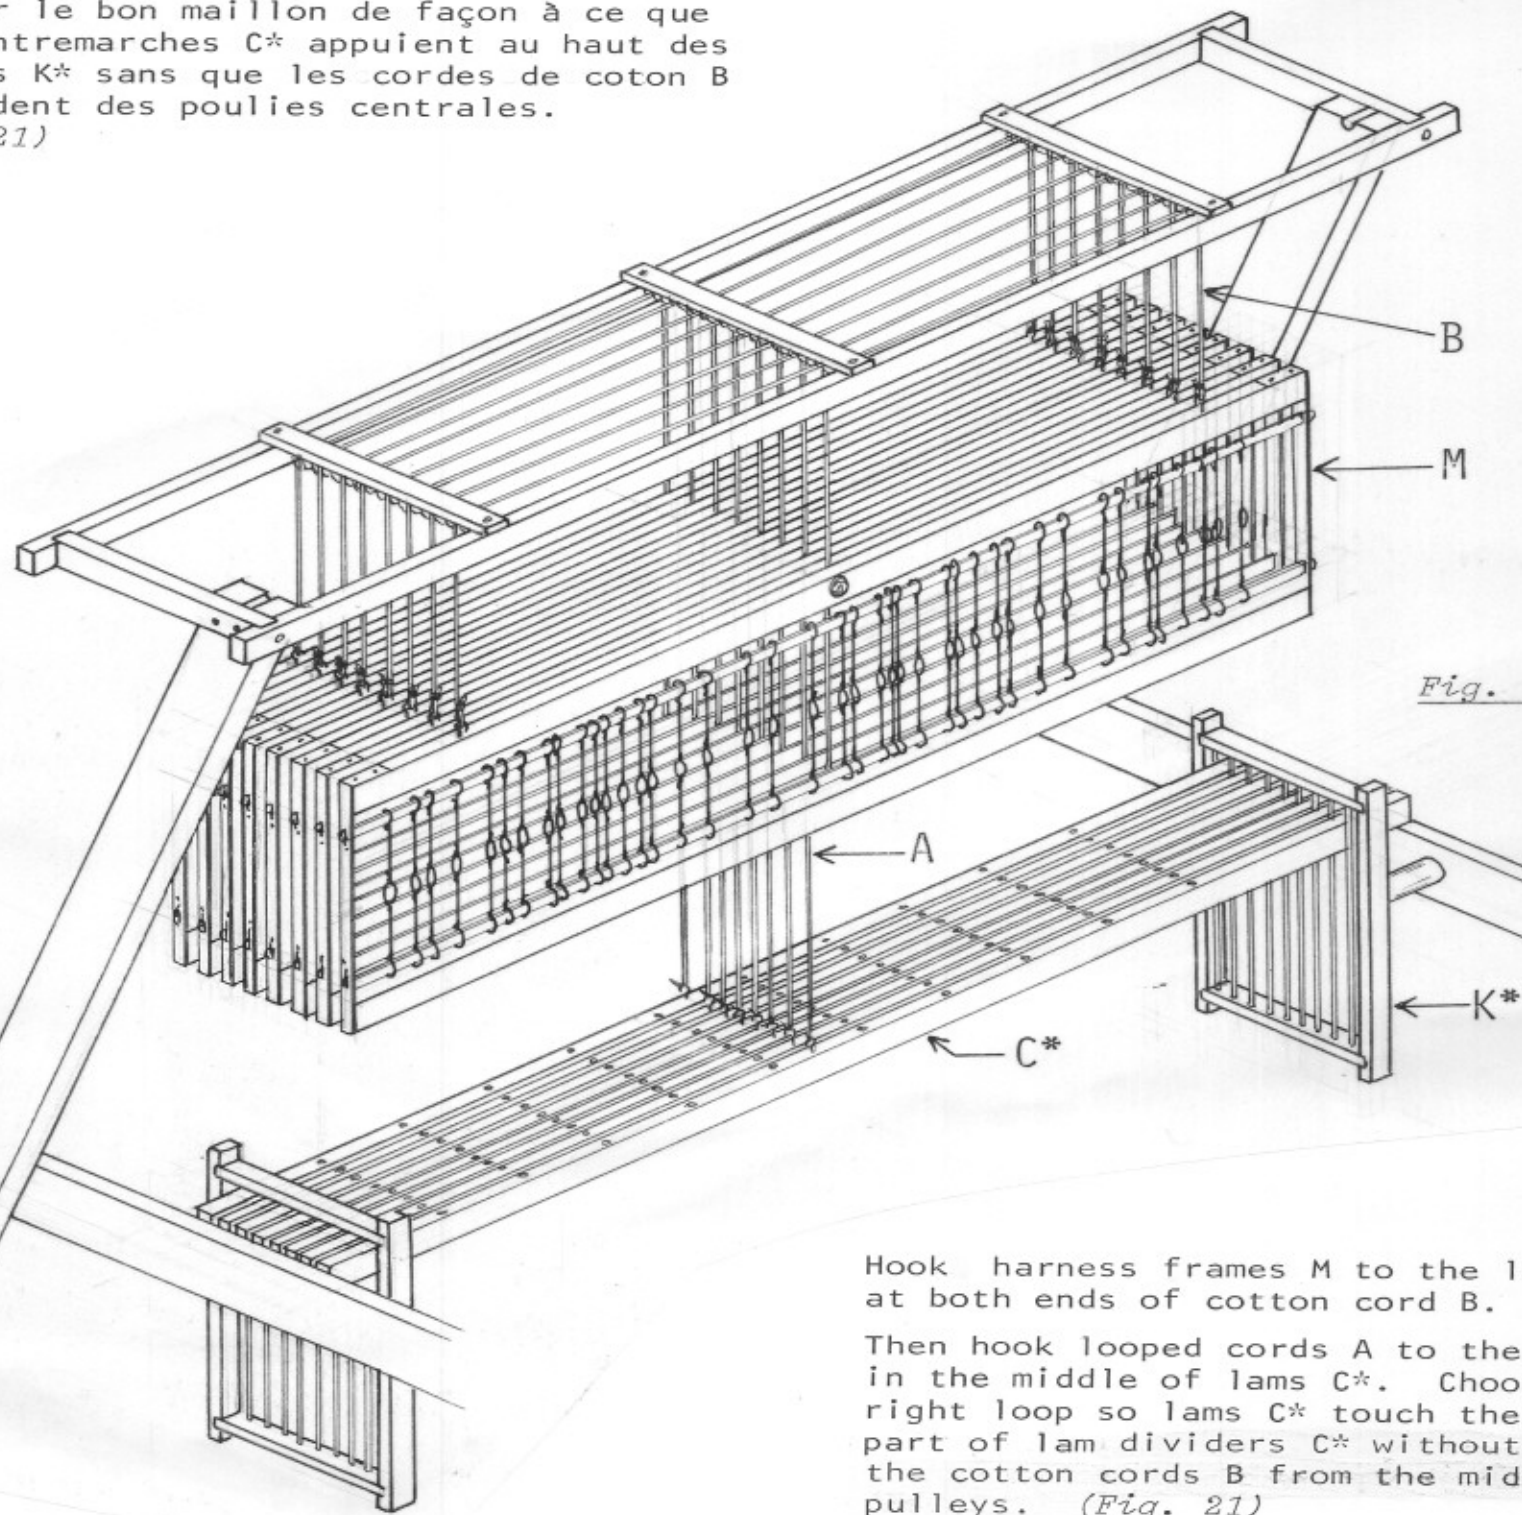 r le bon maillon de façon à ce que
ntremarches C* appuient au haut des
s K* sans que les cordes de coton B
dent des poulies centrales.
21)
B
M
Fig.
A
K*
C*
Hook harness frames M to the l
at both ends of cotton cord B.
Then hook looped cords A to the
in the middle of lams C*. Choo
right loop so lams C* touch the
part of lam dividers C* without
the cotton cords B from the mid
pulleys. (Fig. 21)